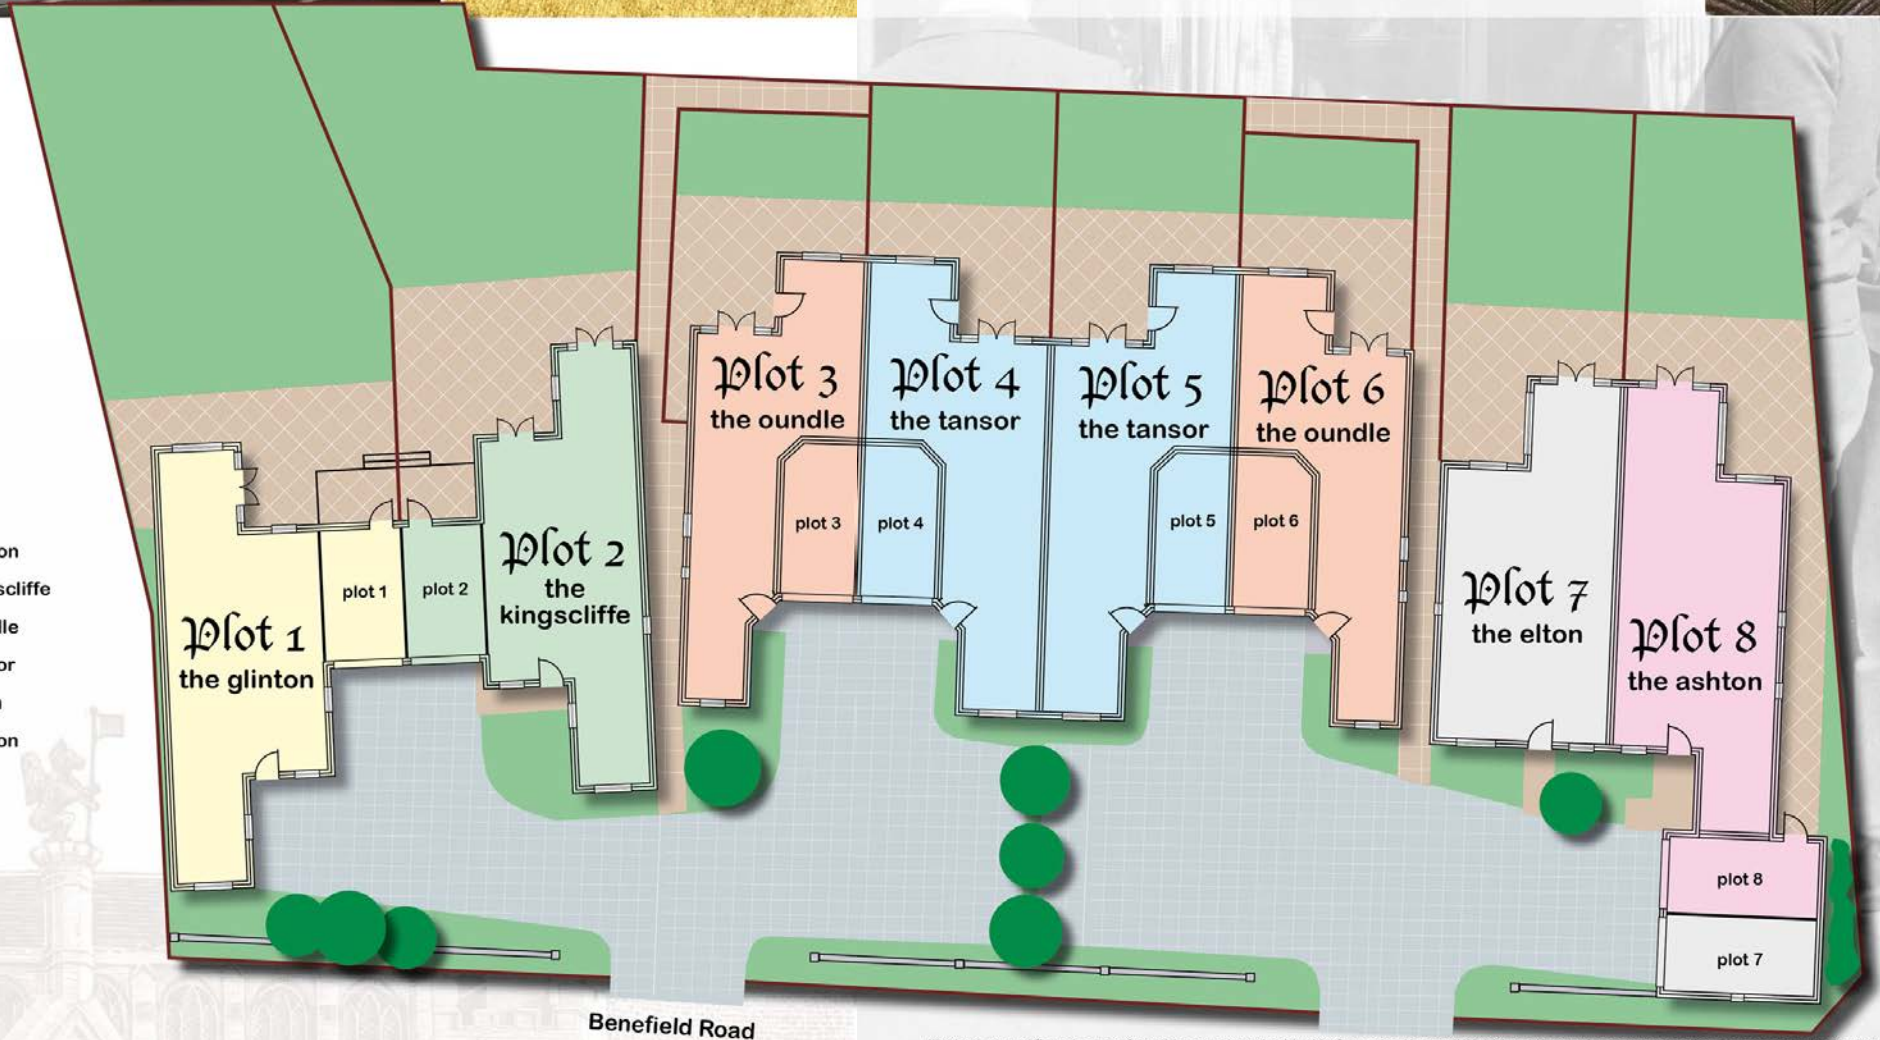 Plot 1
the glinton
plot 1
plot 2
Plot 2
the
kingscliffe
Plot 3
the oundle
plot 3
Plot 4
the tansor
plot 4
Plot 5
the tansor
plot 5
Plot 6
the oundle
plot 6
Plot 7
the elton
Plot 8
the ashton
plot 8
plot 7
Benefield Road